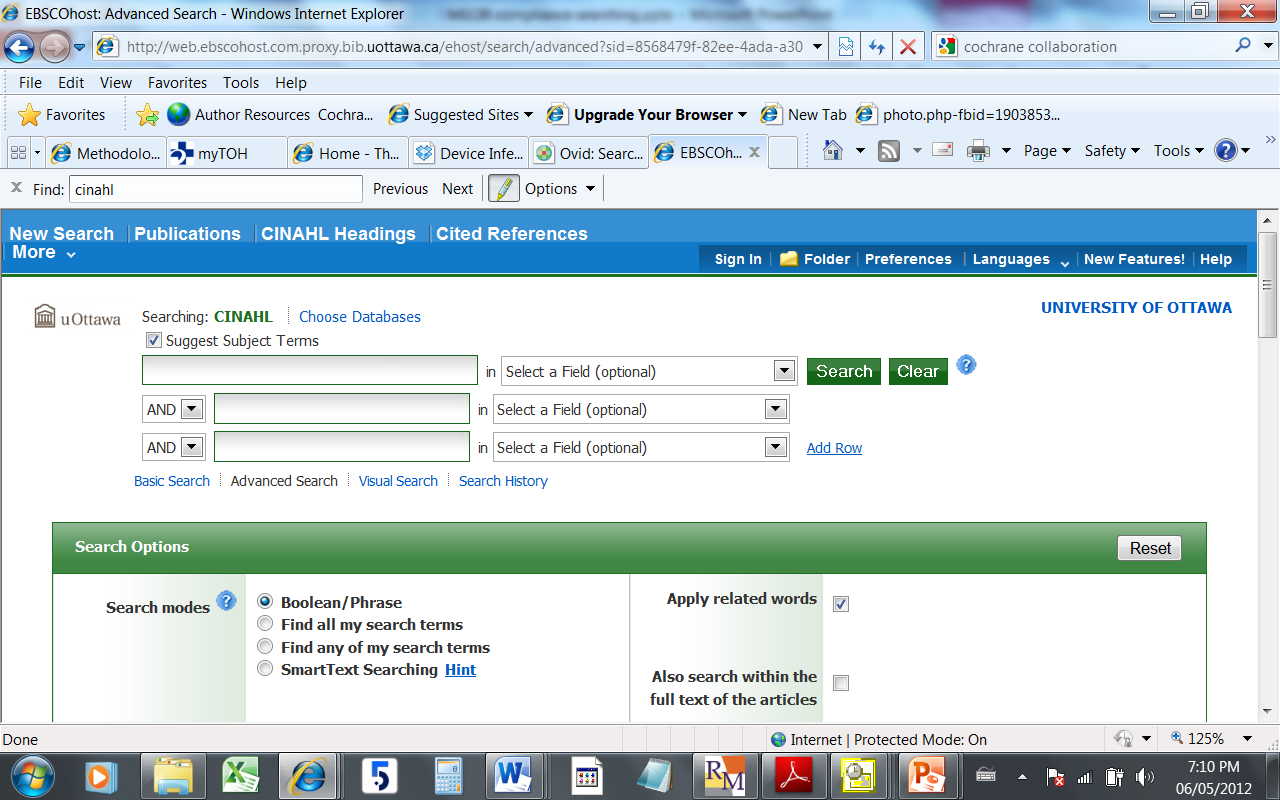 EBSCOhost: Advanced Search - Windows Internet Explorer
http://web.ebscohost.com.proxy.bib.uottawa.ca/ehost/search/advanced?sid=8568479f-82ee-4ada-a30
cochrane collaboration
File Edit View Favorites Tools Help
Favorites Author Resources Cochra... Suggested Sites Upgrade Your Browser New Tab photo.php-fbid=1903853...
Methodolo... myTOH Home - Th... Device Infe... Ovid: Searc... EBSCOh... Page Safety Tools
Find: cinahl Previous Next Options
New Search Publications CINAHL Headings Cited References
More
Sign In Folder Preferences Languages New Features! Help
uOttawa
Searching: CINAHL Choose Databases
UNIVERSITY OF OTTAWA
Suggest Subject Terms
in Select a Field (optional) Search Clear
AND in Select a Field (optional)
AND in Select a Field (optional) Add Row
Basic Search Advanced Search Visual Search Search History
Search Options Reset
Search modes
Boolean/Phrase
Find all my search terms
Find any of my search terms
SmartText Searching Hint
Apply related words
Also search within the
full text of the articles
Done Internet | Protected Mode: On 125%
7:10 PM
06/05/2012